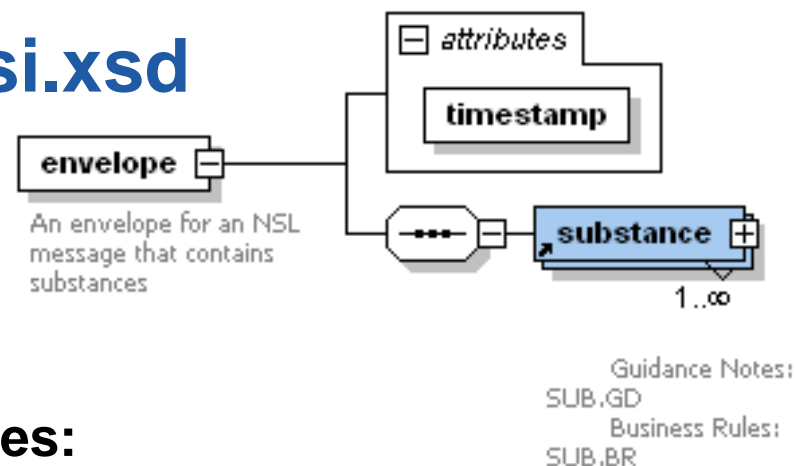 si.xsd
attributes
timestamp
envelope
An envelope for an NSL
message that contains
substances
substance
1..∞
Guidance Notes:
SUB.GD
Business Rules:
SUB.BR
es: